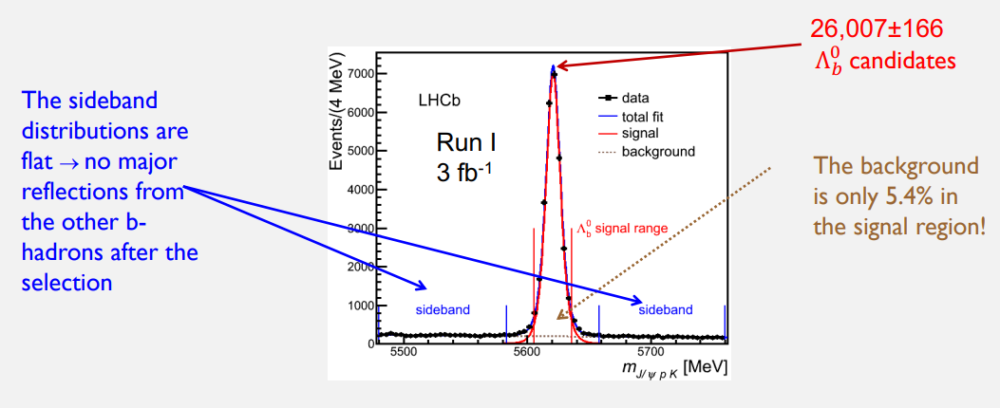 26,007±166
Λ⁰_b candidates
The sideband
distributions are
flat → no major
reflections from
the other b-
hadrons after the
selection
Events/(4 MeV)
7000
6000
5000
4000
3000
2000
1000
0
LHCb
Run I
3 fb⁻¹
data
total fit
signal
background
Λ⁰_b signal range
sideband
sideband
5500
5600
5700
m_{J/ψ p K} [MeV]
The background
is only 5.4% in
the signal region!